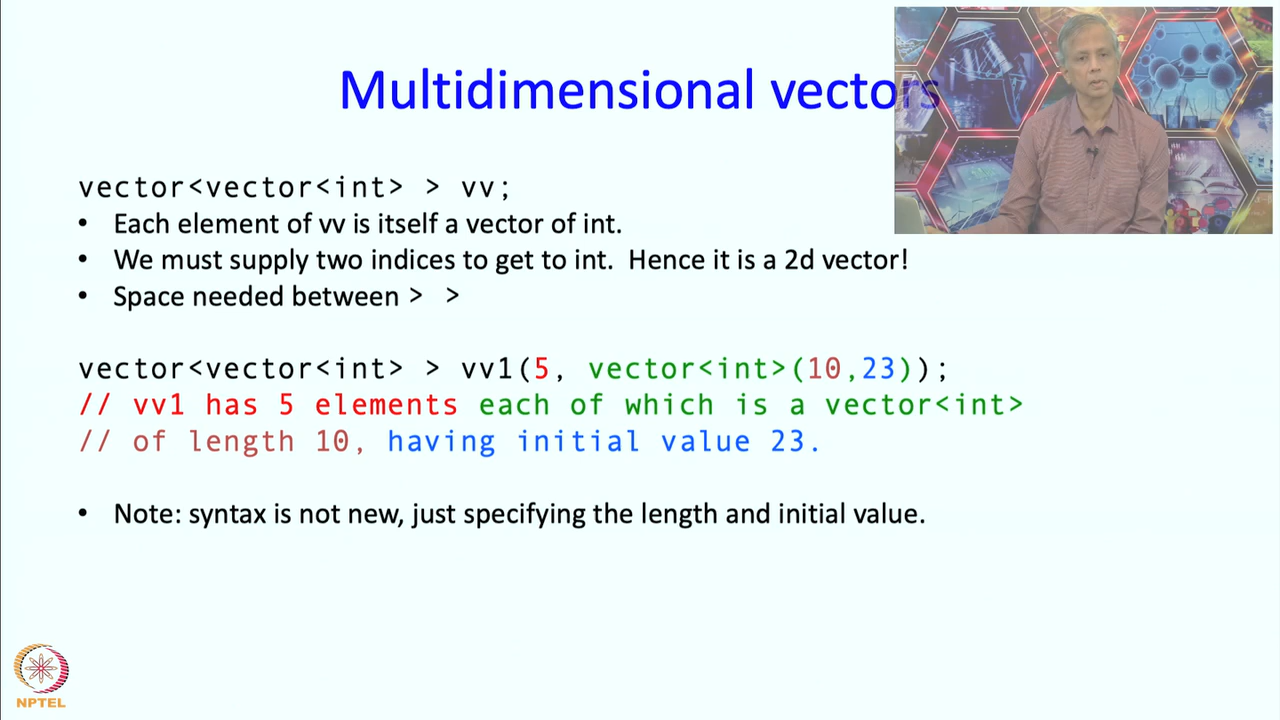 Multidimensional vectors
vector<vector<int> > vv;
• Each element of vv is itself a vector of int.
• We must supply two indices to get to int. Hence it is a 2d vector!
• Space needed between > >
vector<vector<int> > vv1(5, vector<int>(10,23));
// vv1 has 5 elements each of which is a vector<int>
// of length 10, having initial value 23.
• Note: syntax is not new, just specifying the length and initial value.
NPTEL